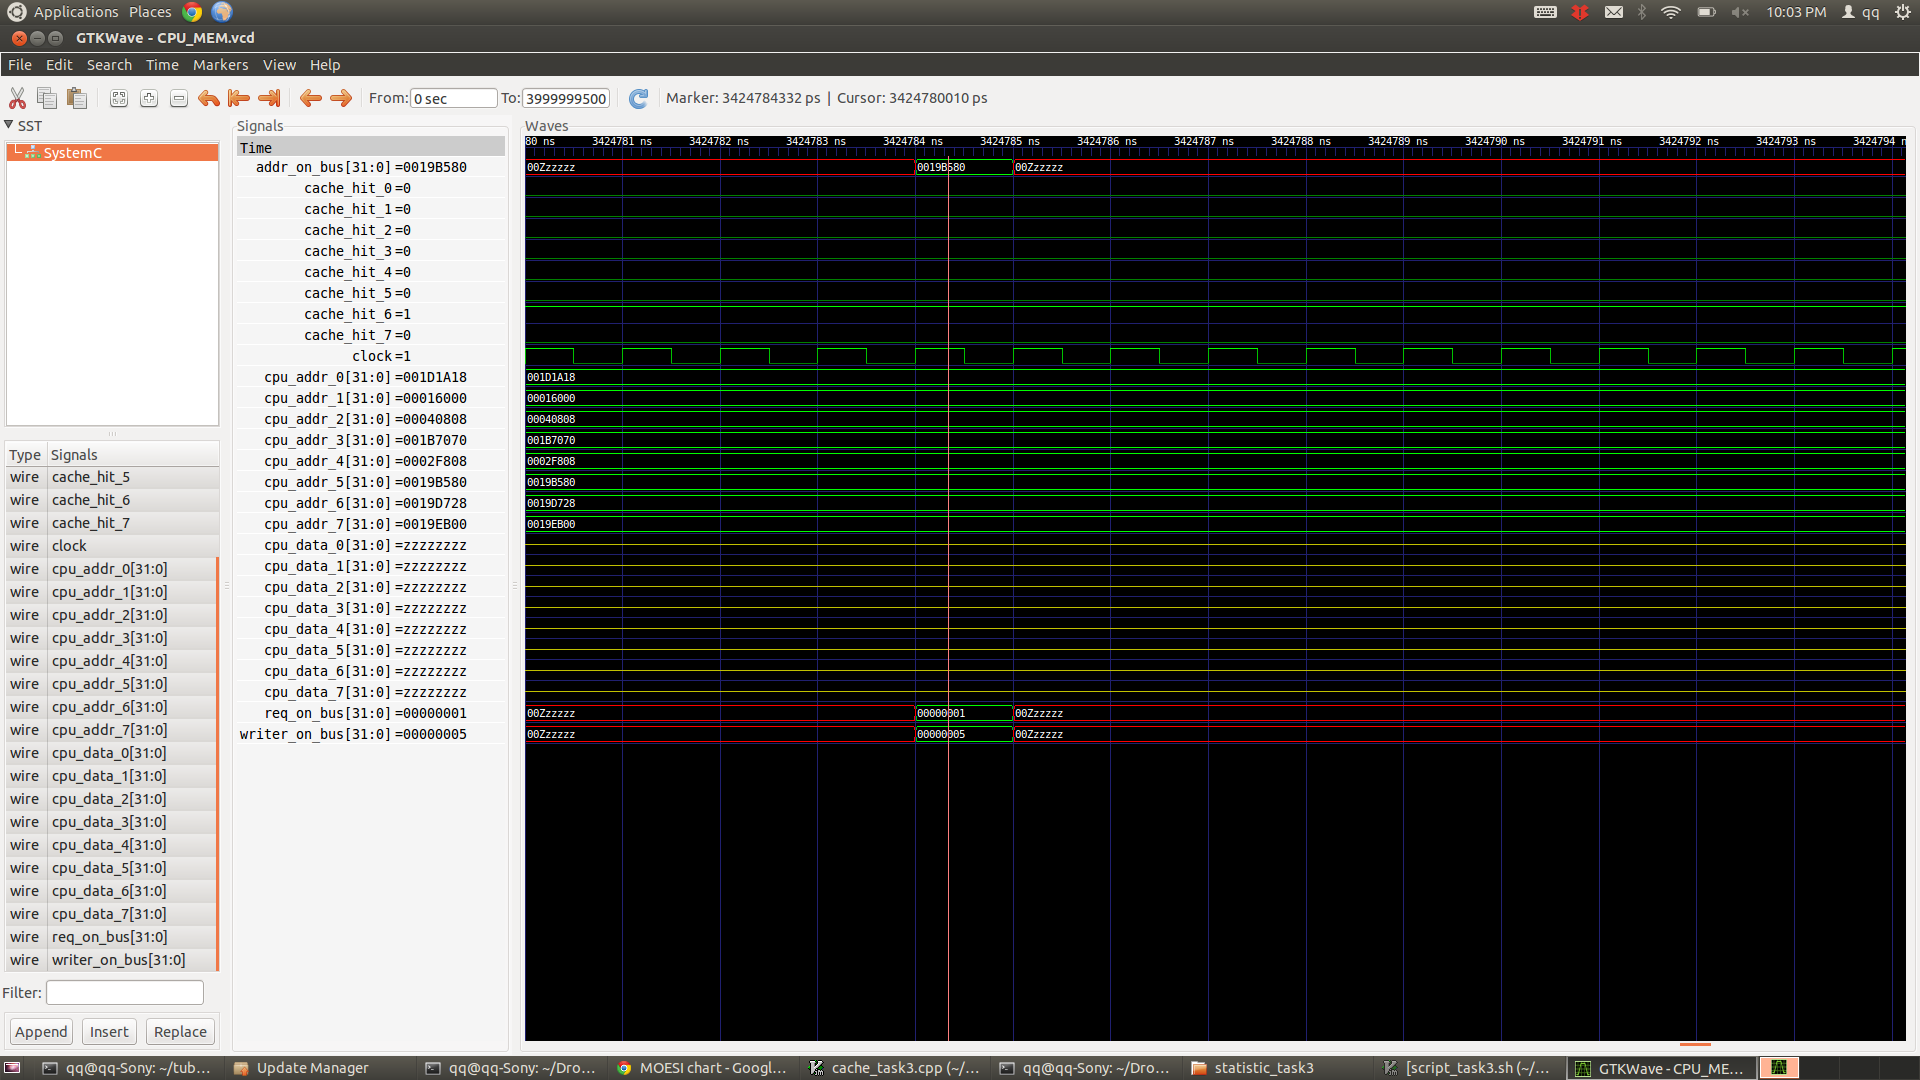 Applications Places 10:03 PM qq
GTKWave - CPU_MEM.vcd
File Edit Search Time Markers View Help
From: 0 sec To: 3999999500 Marker: 3424784332 ps | Cursor: 3424780010 ps
SST
SystemC
Type Signals
wire cache_hit_5
wire cache_hit_6
wire cache_hit_7
wire clock
wire cpu_addr_0[31:0]
wire cpu_addr_1[31:0]
wire cpu_addr_2[31:0]
wire cpu_addr_3[31:0]
wire cpu_addr_4[31:0]
wire cpu_addr_5[31:0]
wire cpu_addr_6[31:0]
wire cpu_addr_7[31:0]
wire cpu_data_0[31:0]
wire cpu_data_1[31:0]
wire cpu_data_2[31:0]
wire cpu_data_3[31:0]
wire cpu_data_4[31:0]
wire cpu_data_5[31:0]
wire cpu_data_6[31:0]
wire cpu_data_7[31:0]
wire req_on_bus[31:0]
wire writer_on_bus[31:0]
Filter:
Append Insert Replace
Signals
Time
addr_on_bus[31:0] =0019B580
cache_hit_0 =0
cache_hit_1 =0
cache_hit_2 =0
cache_hit_3 =0
cache_hit_4 =0
cache_hit_5 =0
cache_hit_6 =1
cache_hit_7 =0
clock =1
cpu_addr_0[31:0] =001D1A18
cpu_addr_1[31:0] =00016000
cpu_addr_2[31:0] =00040808
cpu_addr_3[31:0] =001B7070
cpu_addr_4[31:0] =0002F808
cpu_addr_5[31:0] =0019B580
cpu_addr_6[31:0] =0019D728
cpu_addr_7[31:0] =0019EB00
cpu_data_0[31:0] =zzzzzzzz
cpu_data_1[31:0] =zzzzzzzz
cpu_data_2[31:0] =zzzzzzzz
cpu_data_3[31:0] =zzzzzzzz
cpu_data_4[31:0] =zzzzzzzz
cpu_data_5[31:0] =zzzzzzzz
cpu_data_6[31:0] =zzzzzzzz
cpu_data_7[31:0] =zzzzzzzz
req_on_bus[31:0] =00000001
writer_on_bus[31:0] =00000005
Waves
80 ns 3424781 ns 3424782 ns 3424783 ns 3424784 ns 3424785 ns 3424786 ns 3424787 ns 3424788 ns 3424789 ns 3424790 ns 3424791 ns 3424792 ns 3424793 ns 3424794 n
00Zzzzzz 0019B580 00Zzzzzz
001D1A18
00016000
00040808
001B7070
0002F808
0019B580
0019D728
0019EB00
00Zzzzzz 00000001 00Zzzzzz
00Zzzzzz 00000005 00Zzzzzz
qq@qq-Sony: ~/tub... Update Manager qq@qq-Sony: ~/Dro... MOESI chart - Googl... cache_task3.cpp (~/... qq@qq-Sony: ~/Dro... statistic_task3 [script_task3.sh (~/... GTKWave - CPU_ME...